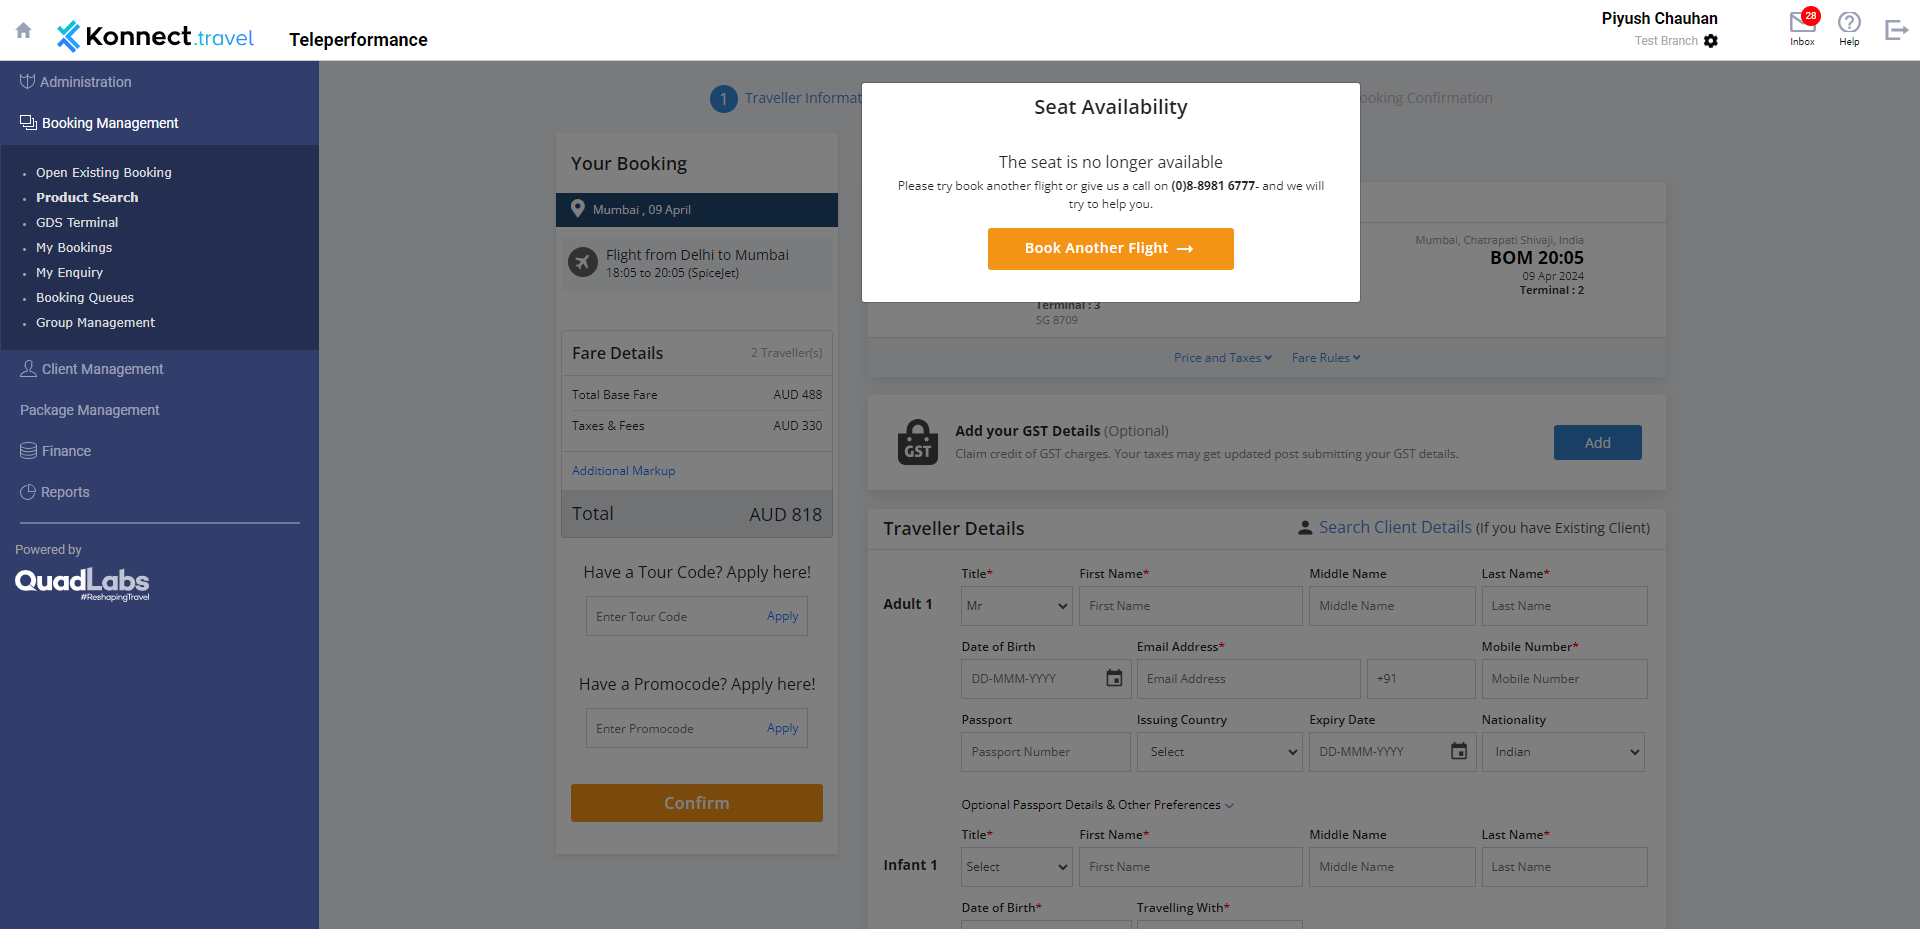 Konnect.travel
Teleperformance
Piyush Chauhan
Test Branch
28
Inbox
Help
Administration
Booking Management
Open Existing Booking
Product Search
GDS Terminal
My Bookings
My Enquiry
Booking Queues
Group Management
Client Management
Package Management
Finance
Reports
Powered by
QuadLabs
#ReshapingTravel
1 Traveller Informat
ooking Confirmation
Seat Availability
The seat is no longer available
Please try book another flight or give us a call on (0)8-8981 6777- and we will
try to help you.
Book Another Flight →
Your Booking
Mumbai , 09 April
Flight from Delhi to Mumbai
18:05 to 20:05 (SpiceJet)
Fare Details 2 Traveller(s)
Total Base Fare AUD 488
Taxes & Fees AUD 330
Additional Markup
Total AUD 818
Have a Tour Code? Apply here!
Enter Tour Code Apply
Have a Promocode? Apply here!
Enter Promocode Apply
Confirm
Mumbai, Chatrapati Shivaji, India
BOM 20:05
09 Apr 2024
Terminal : 2
Terminal : 3
SG 8709
Price and Taxes Fare Rules
GST
Add your GST Details (Optional)
Claim credit of GST charges. Your taxes may get updated post submitting your GST details.
Add
Traveller Details Search Client Details (If you have Existing Client)
Title* First Name* Middle Name Last Name*
Adult 1 Mr First Name Middle Name Last Name
Date of Birth Email Address* Mobile Number*
DD-MMM-YYYY Email Address +91 Mobile Number
Passport Issuing Country Expiry Date Nationality
Passport Number Select DD-MMM-YYYY Indian
Optional Passport Details & Other Preferences
Title* First Name* Middle Name Last Name*
Infant 1 Select First Name Middle Name Last Name
Date of Birth* Travelling With*